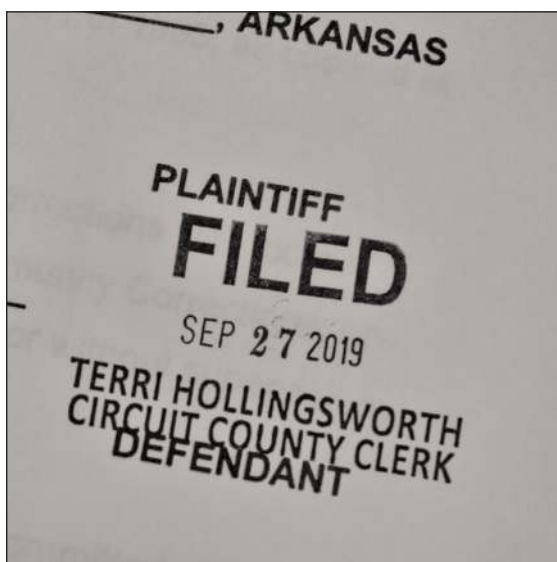 , ARKANSAS
PLAINTIFF
FILED
SEP 27 2019
TERRI HOLLINGSWORTH
CIRCUIT COUNTY CLERK
DEFENDANT